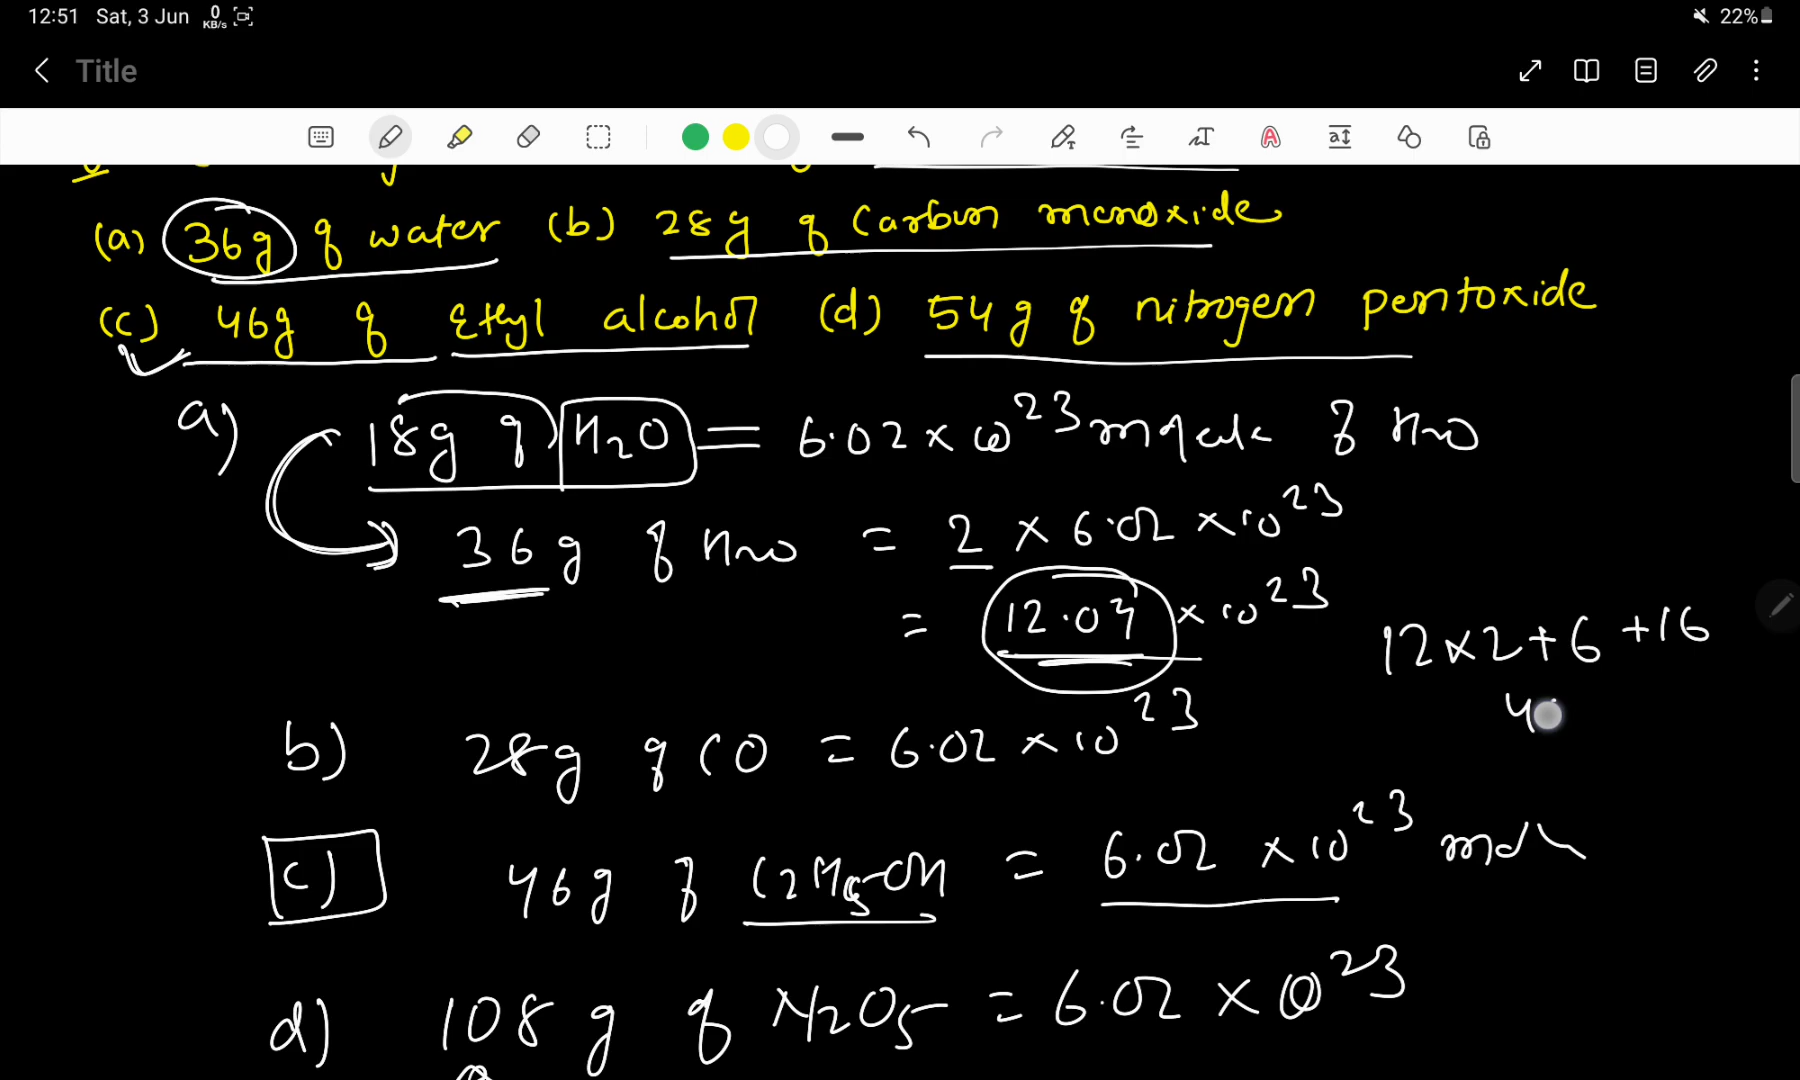 12:51 Sat, 3 Jun 0 KB/s 22%
Title
(a) 36g of water (b) 28g of Carbon monoxide
(c) 46g of Ethyl alcohol (d) 54g of nitrogen pentoxide
a) 18g of H2O = 6.02 × 10^23 molecule of H2O
36g of H2O = 2 × 6.02 × 10^23
= 12.04 × 10^23
12×2+6+16
4
b) 28g of CO = 6.02 × 10^23
c) 46g of C2H5OH = 6.02 × 10^23
d) 108g of N2O5 = 6.02 × 10^23